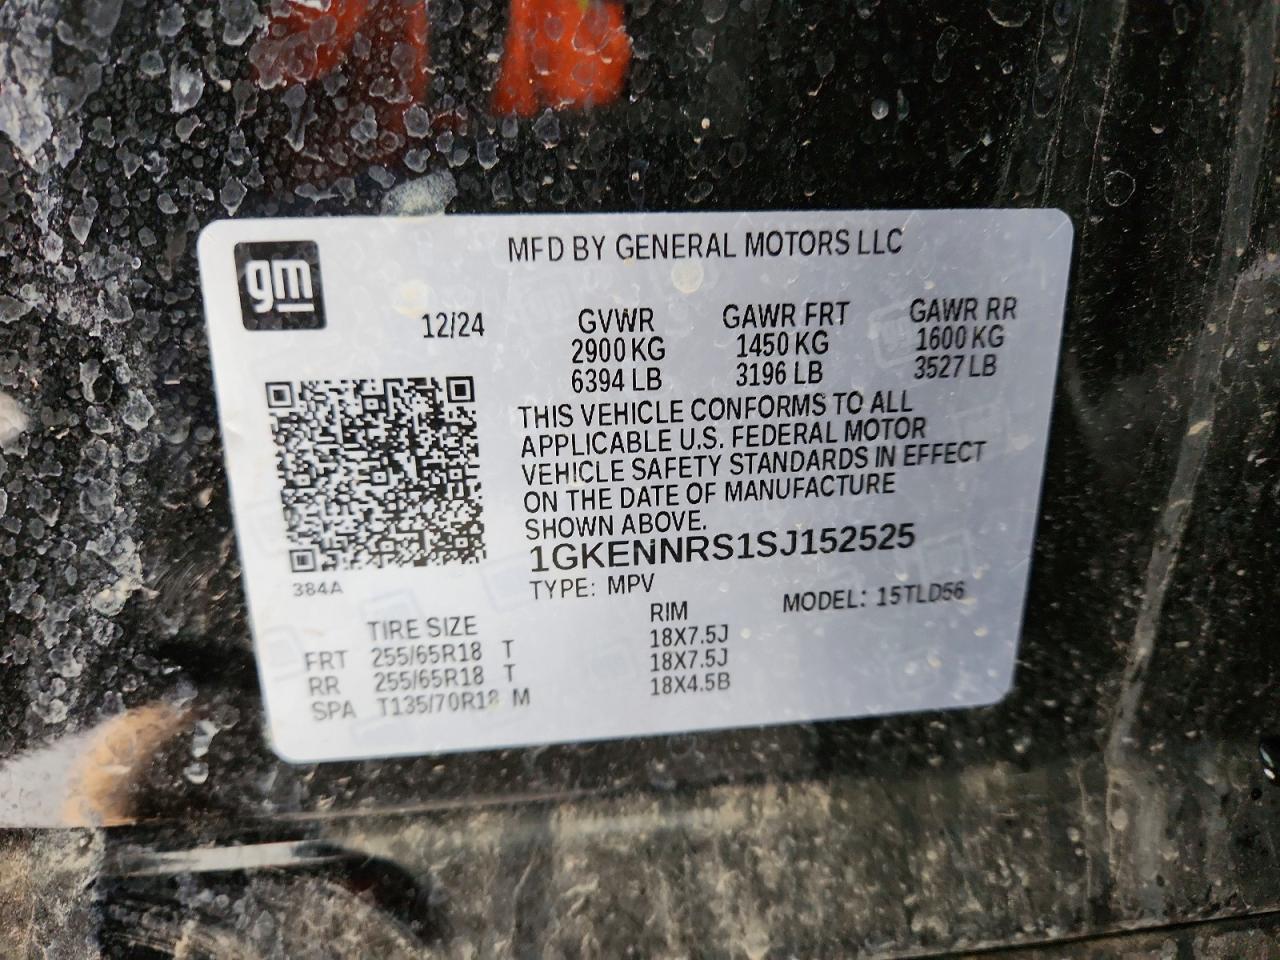 gm
MFD BY GENERAL MOTORS LLC
12/24
GVWR GAWR FRT GAWR RR
2900 KG 1450 KG 1600 KG
6394 LB 3196 LB 3527 LB
THIS VEHICLE CONFORMS TO ALL
APPLICABLE U.S. FEDERAL MOTOR
VEHICLE SAFETY STANDARDS IN EFFECT
ON THE DATE OF MANUFACTURE
SHOWN ABOVE.
1GKENNRS1SJ152525
384A
TYPE: MPV MODEL: 15TLD56
TIRE SIZE RIM
FRT 255/65R18 T 18X7.5J
RR 255/65R18 T 18X7.5J
SPA T135/70R18 M 18X4.5B